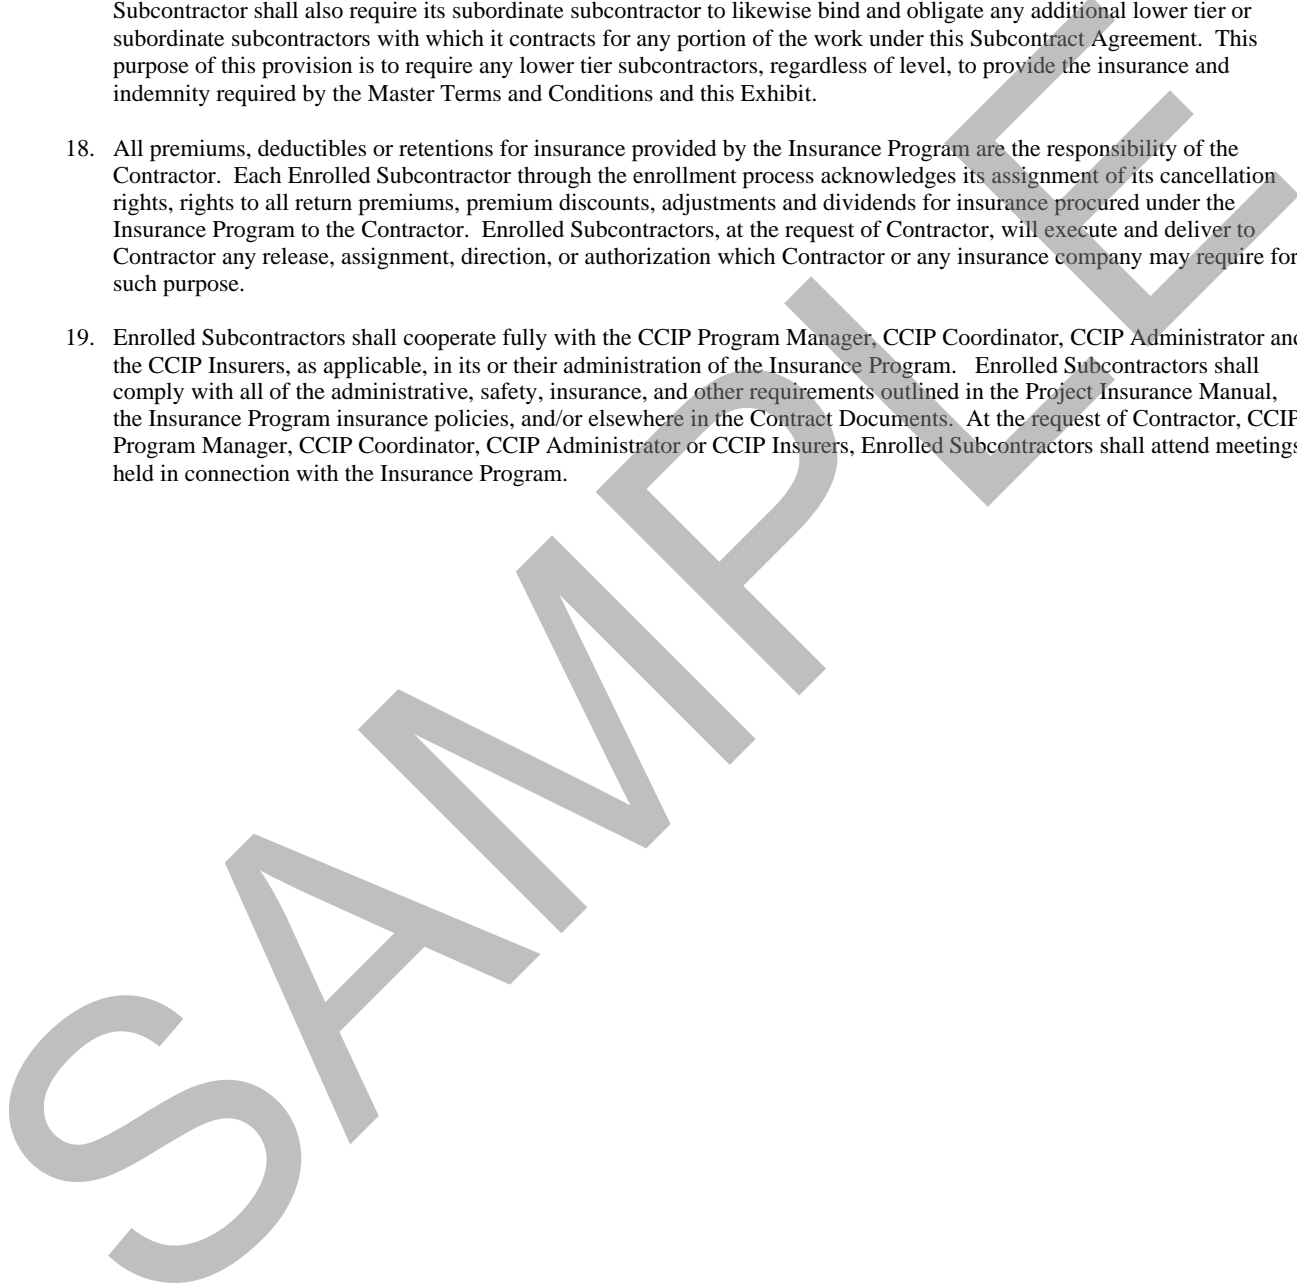 Subcontractor shall also require its subordinate subcontractor to likewise bind and obligate any additional lower tier or
subordinate subcontractors with which it contracts for any portion of the work under this Subcontract Agreement.  This
purpose of this provision is to require any lower tier subcontractors, regardless of level, to provide the insurance and
indemnity required by the Master Terms and Conditions and this Exhibit.
18.  All premiums, deductibles or retentions for insurance provided by the Insurance Program are the responsibility of the
Contractor.  Each Enrolled Subcontractor through the enrollment process acknowledges its assignment of its cancellation
rights, rights to all return premiums, premium discounts, adjustments and dividends for insurance procured under the
Insurance Program to the Contractor.  Enrolled Subcontractors, at the request of Contractor, will execute and deliver to
Contractor any release, assignment, direction, or authorization which Contractor or any insurance company may require for
such purpose.
19.  Enrolled Subcontractors shall cooperate fully with the CCIP Program Manager, CCIP Coordinator, CCIP Administrator and
the CCIP Insurers, as applicable, in its or their administration of the Insurance Program.   Enrolled Subcontractors shall
comply with all of the administrative, safety, insurance, and other requirements outlined in the Project Insurance Manual,
the Insurance Program insurance policies, and/or elsewhere in the Contract Documents.  At the request of Contractor, CCIP
Program Manager, CCIP Coordinator, CCIP Administrator or CCIP Insurers, Enrolled Subcontractors shall attend meetings
held in connection with the Insurance Program.
SAMPLE